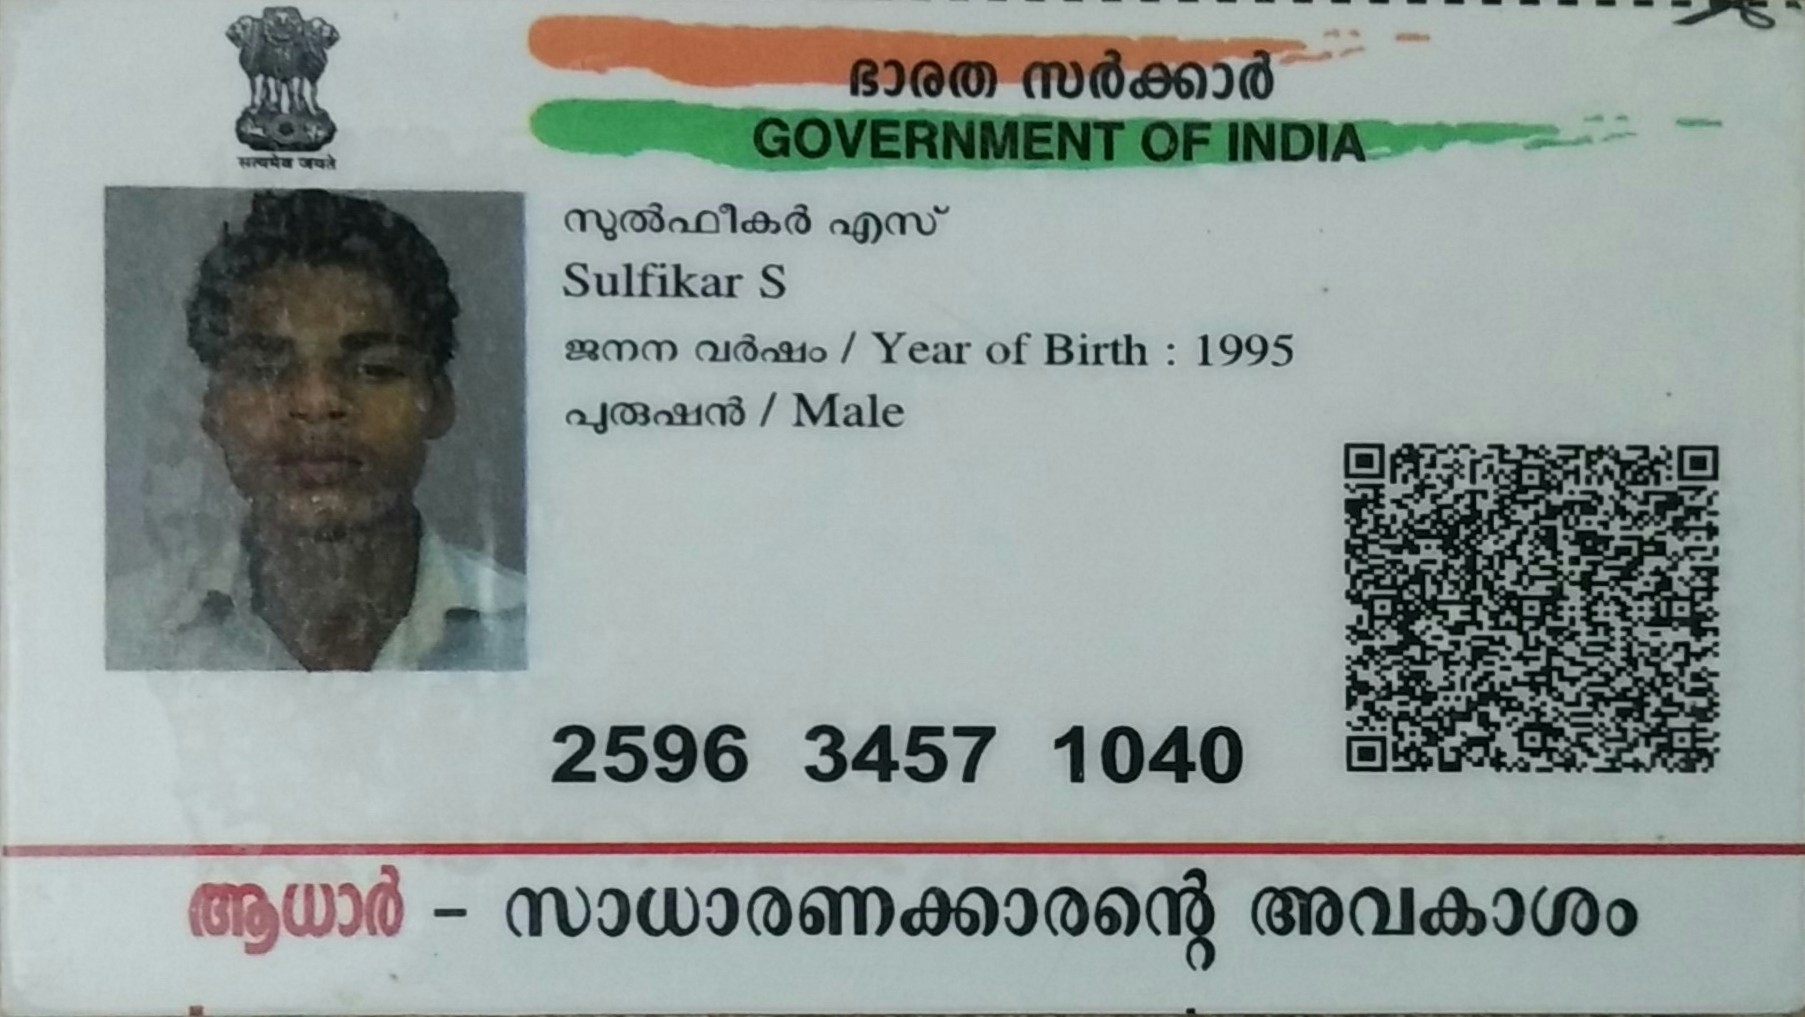 ഭാരത സർക്കാർ
GOVERNMENT OF INDIA
सत्यमेव जयते
സുൽഫീകർ എസ്
Sulfikar S
ജനന വർഷം / Year of Birth : 1995
പുരുഷൻ / Male
2596 3457 1040
ആധാർ – സാധാരണക്കാരന്റെ അവകാശം